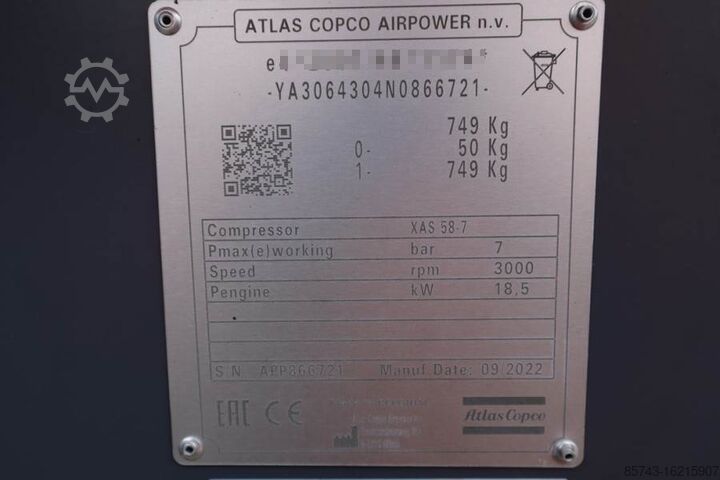 ATLAS COPCO AIRPOWER n.v.
-YA3064304N0866721-
749 Kg
0- 50 Kg
1- 749 Kg
Compressor XAS 58-7
Pmax(e)working bar 7
Speed rpm 3000
Pengine kW 18,5
S/N APP866721 Manuf.Date: 09/2022
EAC CE
Atlas Copco
85743-16215907